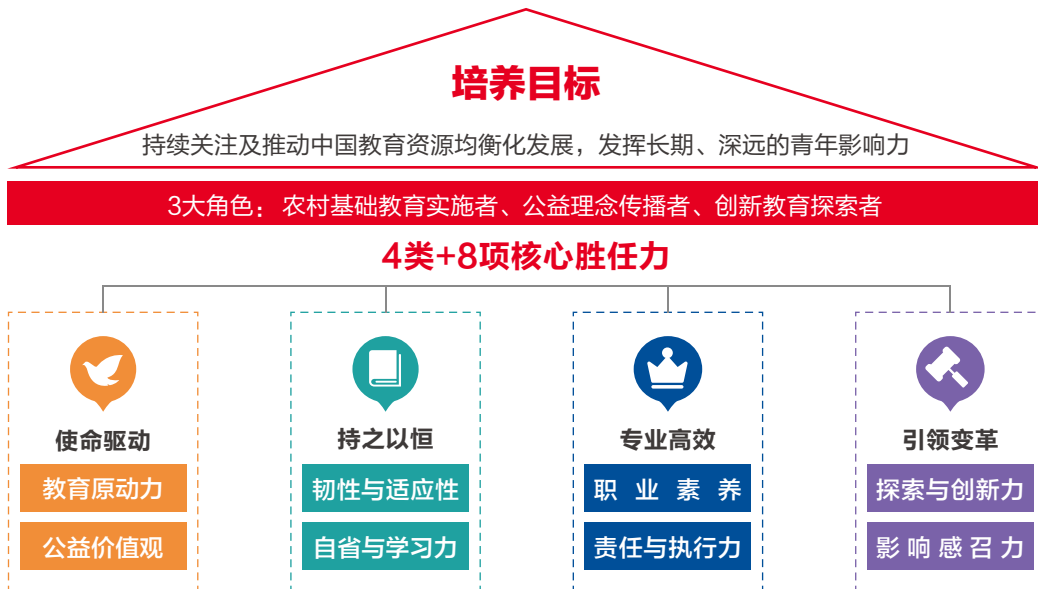 培养目标
持续关注及推动中国教育资源均衡化发展，发挥长期、深远的青年影响力
3大角色：农村基础教育实施者、公益理念传播者、创新教育探索者
4类+8项核心胜任力
使命驱动
教育原动力
公益价值观
持之以恒
韧性与适应性
自省与学习力
专业高效
职业素养
责任与执行力
引领变革
探索与创新力
影响感召力